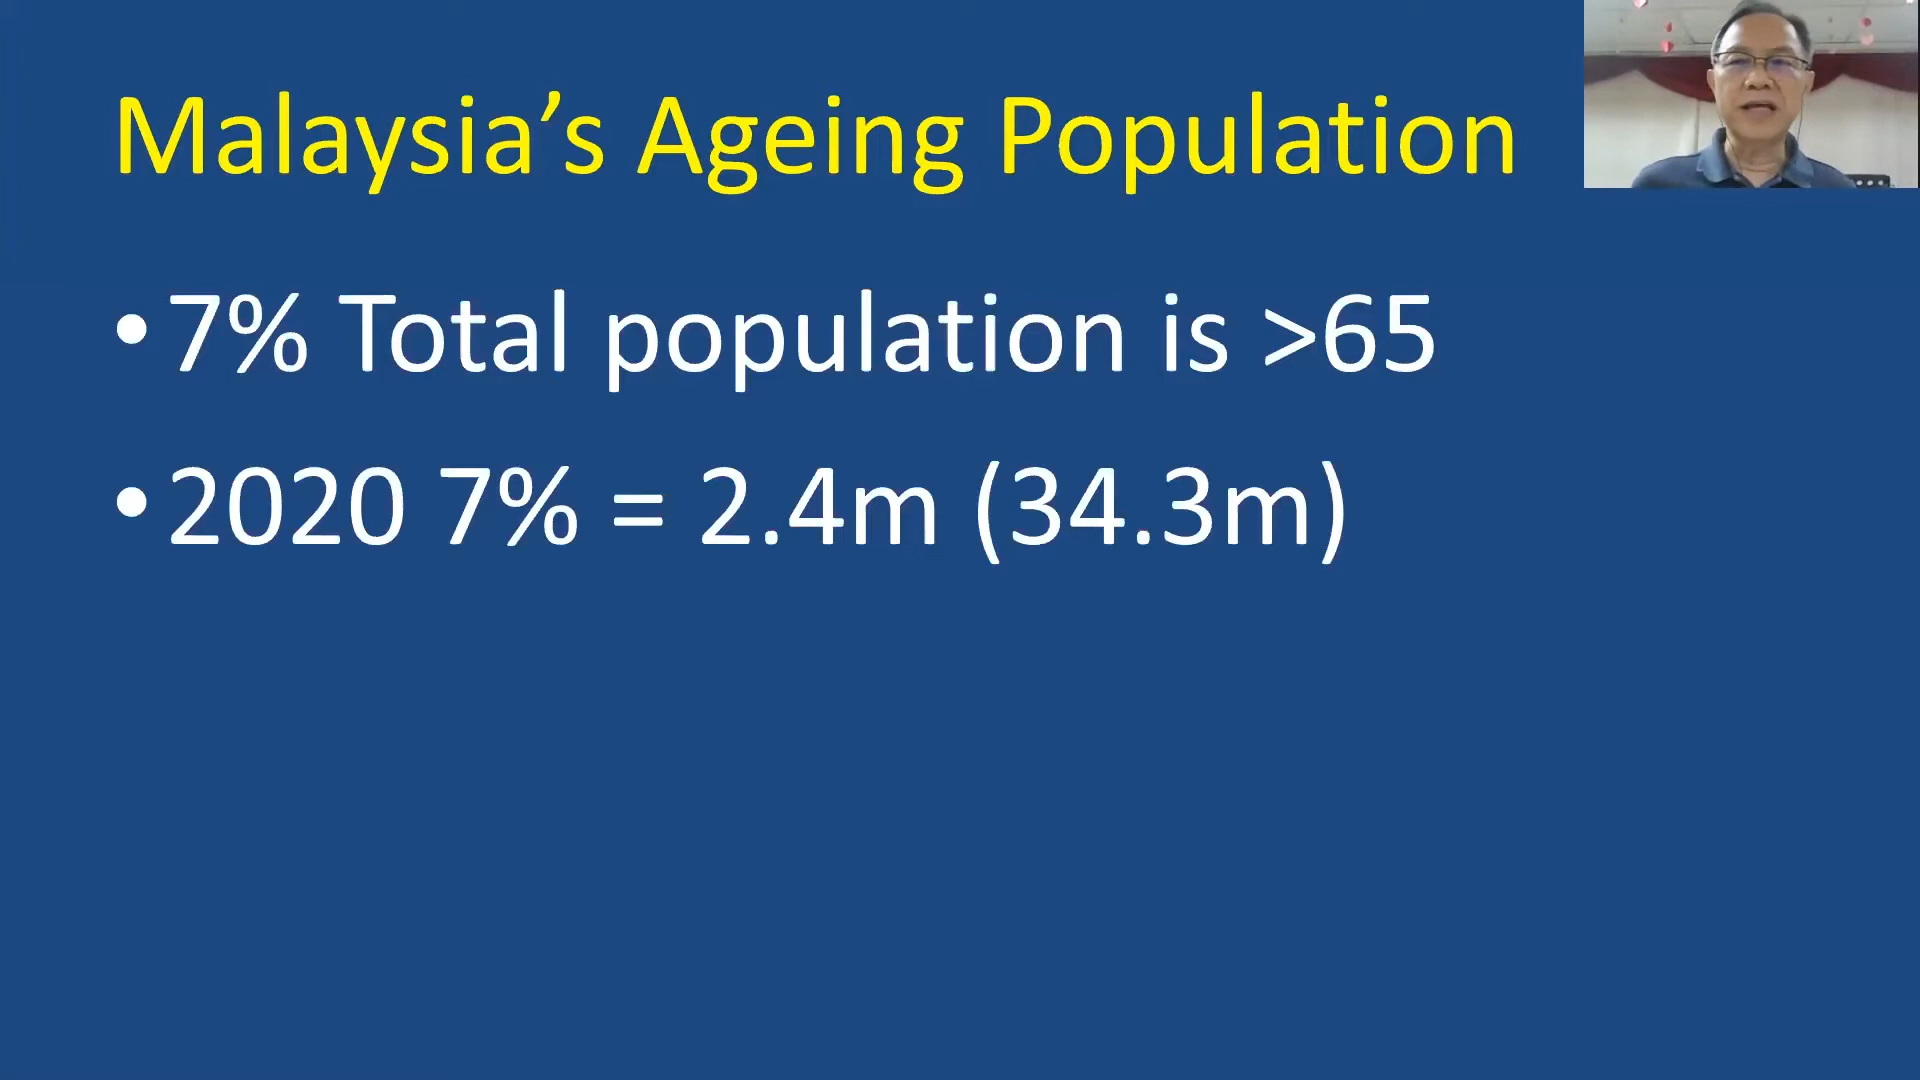 Malaysia’s Ageing Population
•7% Total population is >65
•2020 7% = 2.4m (34.3m)